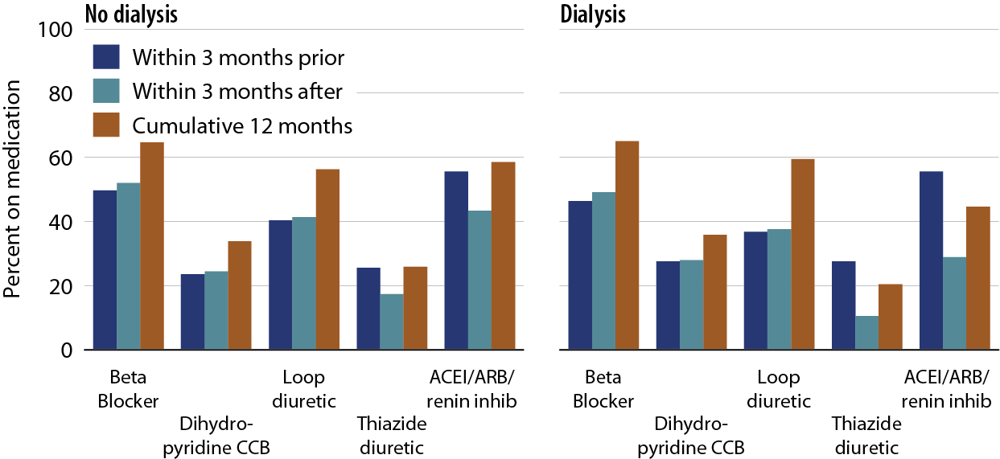 No dialysis
Dialysis
100
80
60
40
20
0
Percent on medication
Within 3 months prior
Within 3 months after
Cumulative 12 months
Beta
Blocker
Dihydro-
pyridine CCB
Loop
diuretic
Thiazide
diuretic
ACEI/ARB/
renin inhib
Beta
Blocker
Dihydro-
pyridine CCB
Loop
diuretic
Thiazide
diuretic
ACEI/ARB/
renin inhib